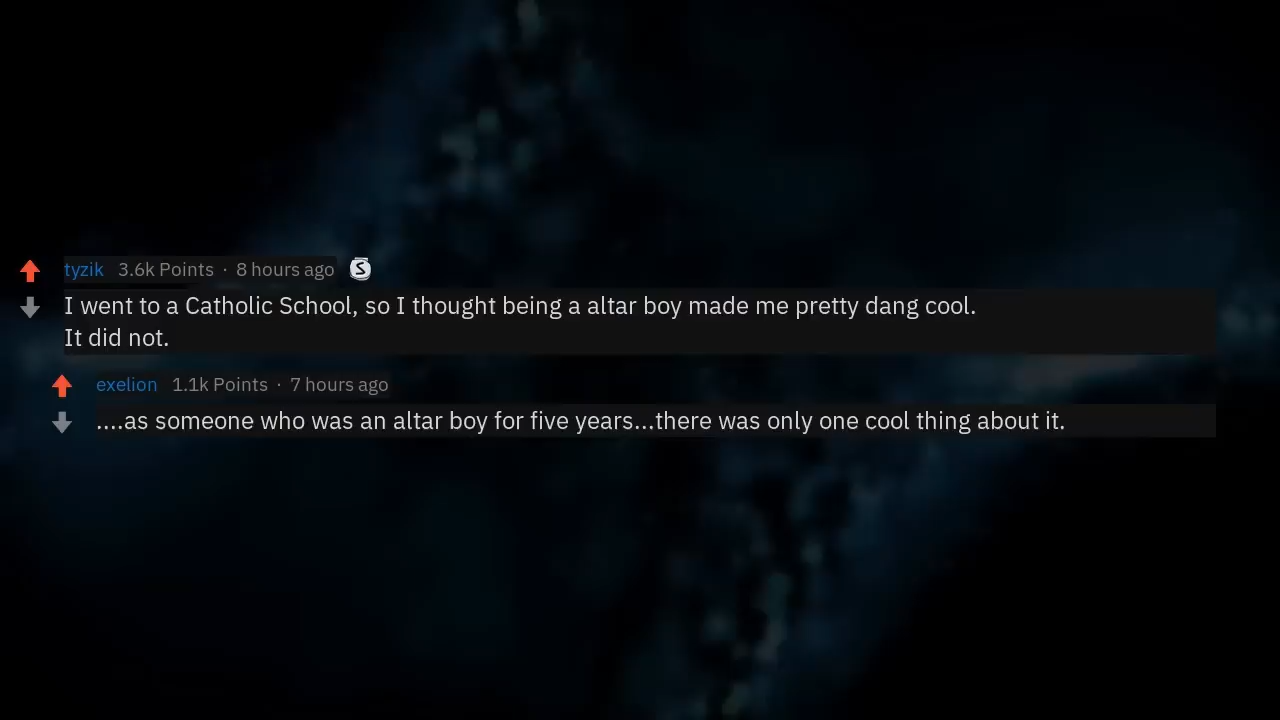 tyzik 3.6k Points · 8 hours ago S
I went to a Catholic School, so I thought being a altar boy made me pretty dang cool.
It did not.
exelion 1.1k Points · 7 hours ago
....as someone who was an altar boy for five years...there was only one cool thing about it.